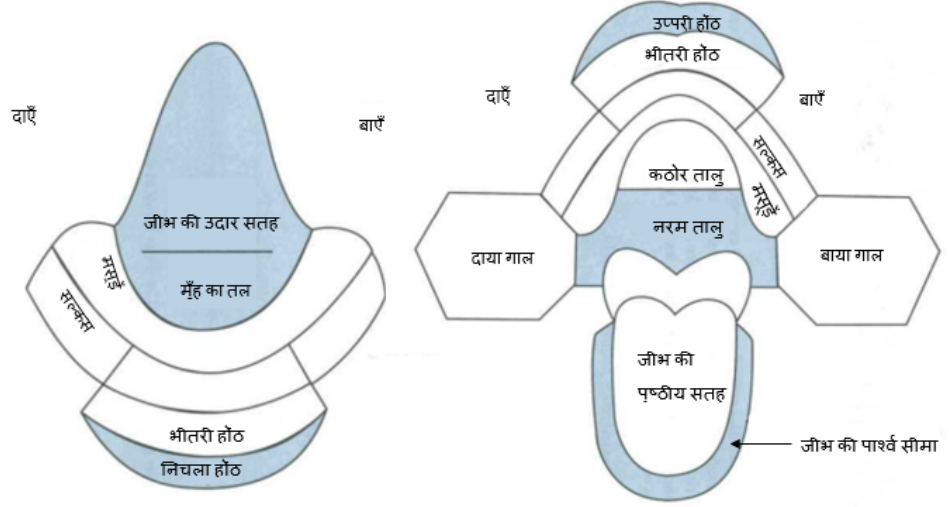 दाएँ
बाएँ
जीभ की उदार सतह
मुँह का तल
मसूड़ें
सल्कस
भीतरी होंठ
निचला होंठ
उप्परी होंठ
भीतरी होंठ
दाएँ
बाएँ
सल्कस
मसूड़ें
कठोर तालु
नरम तालु
दाया गाल
बाया गाल
जीभ की
पृष्ठीय सतह
जीभ की पार्श्व सीमा